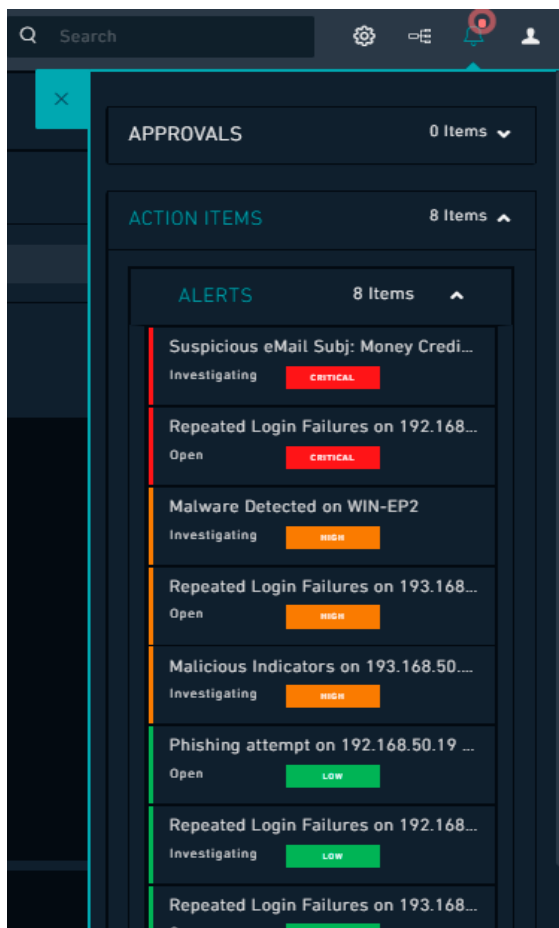 Search
APPROVALS 0 Items
ACTION ITEMS 8 Items
ALERTS 8 Items
Suspicious eMail Subj: Money Credi...
Investigating CRITICAL
Repeated Login Failures on 192.168...
Open CRITICAL
Malware Detected on WIN-EP2
Investigating HIGH
Repeated Login Failures on 193.168...
Open HIGH
Malicious Indicators on 193.168.50....
Investigating HIGH
Phishing attempt on 192.168.50.19 ...
Open LOW
Repeated Login Failures on 192.168...
Investigating LOW
Repeated Login Failures on 193.168...